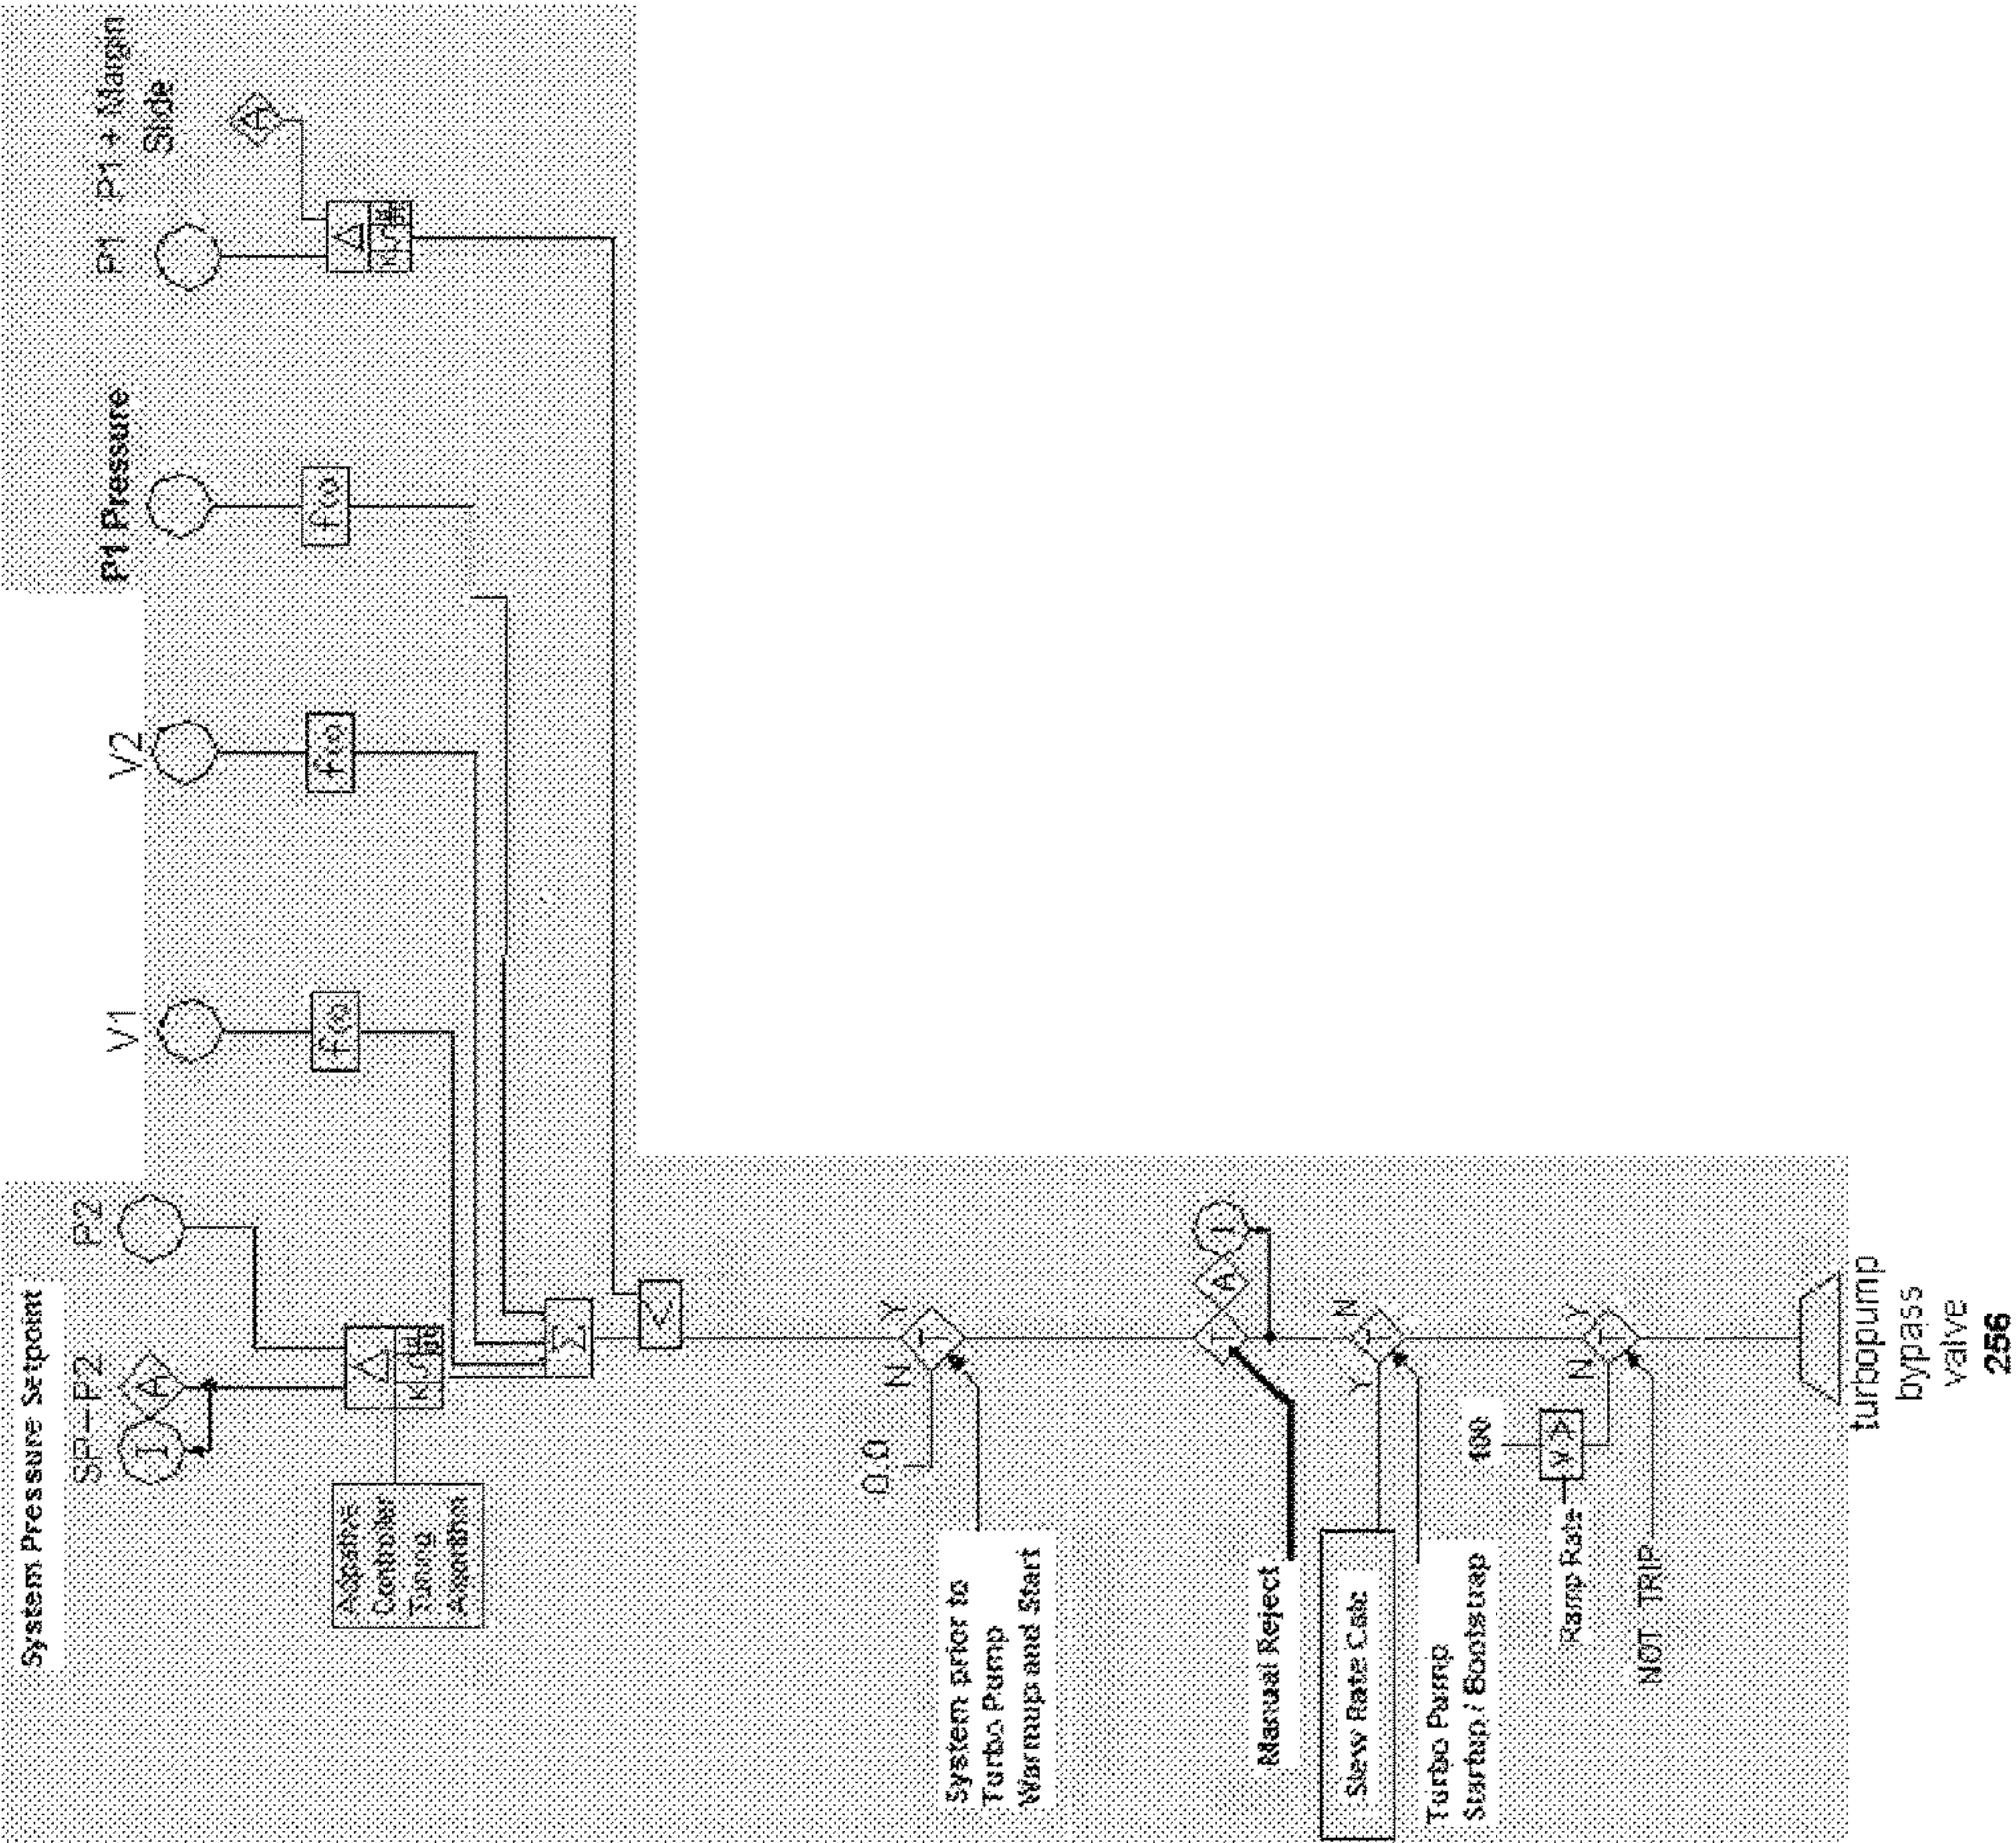 System Pressure Setpoint
SP-P2
P2
V1
V2
P1 Pressure
P1
P1 + Margin
Slide
I
A
A
Δ
K
∫
Δ
K
∫
Adpative
Controller
Tuning
Algorithm
f(x)
f(x)
f(x)
Σ
<
0.0
N
Y
T
System prior to
Turbo Pump
Warmup and Start
Manual Reject
T
A
I
Slew Rate Calc
Y
N
T
Turbo Pump
Startup / Bootstrap
100
V >
Ramp Rate
N
Y
T
NOT TRIP
turbopump
bypass
valve
256